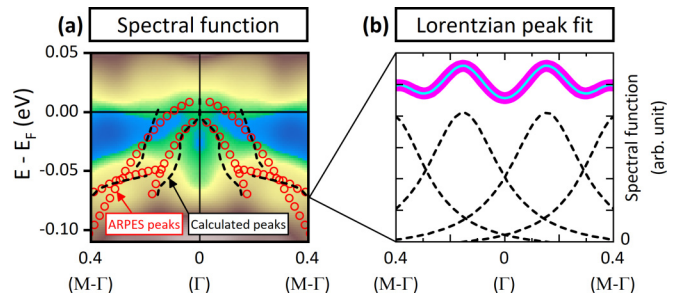 (a) Spectral function
(b) Lorentzian peak fit
0.05
0.00
-0.05
-0.10
E - E_F (eV)
ARPES peaks
Calculated peaks
0.4 0 0.4
(M-Γ) (Γ) (M-Γ)
Spectral function
(arb. unit)
0
0.4 0 0.4
(M-Γ) (Γ) (M-Γ)